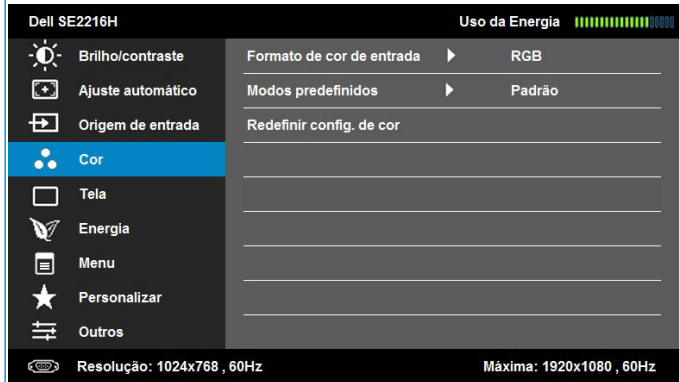 Dell SE2216H Uso da Energia
Brilho/contraste Formato de cor de entrada RGB
Ajuste automático Modos predefinidos Padrão
Origem de entrada Redefinir config. de cor
Cor
Tela
Energia
Menu
Personalizar
Outros
Resolução: 1024x768 , 60Hz Máxima: 1920x1080 , 60Hz